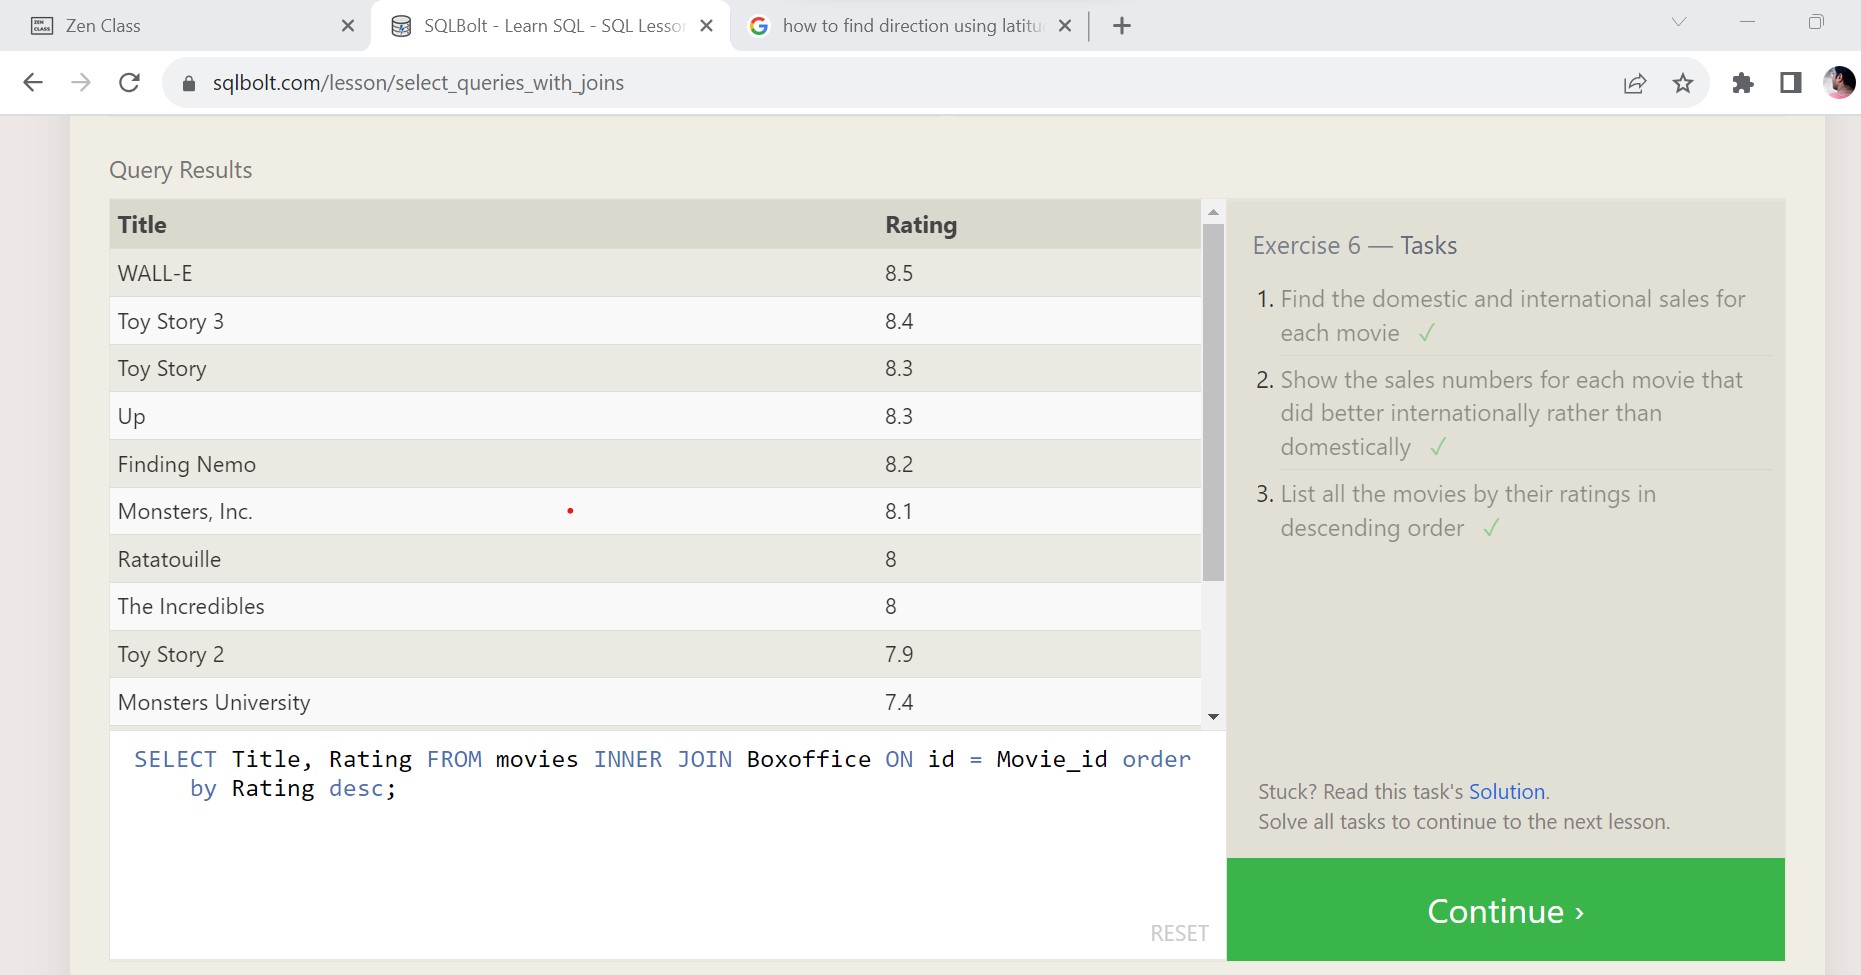 ZEN CLASS Zen Class
SQLBolt - Learn SQL - SQL Lesson
how to find direction using latitu
sqlbolt.com/lesson/select_queries_with_joins
Query Results
Title Rating
WALL-E 8.5
Toy Story 3 8.4
Toy Story 8.3
Up 8.3
Finding Nemo 8.2
Monsters, Inc. 8.1
Ratatouille 8
The Incredibles 8
Toy Story 2 7.9
Monsters University 7.4
SELECT Title, Rating FROM movies INNER JOIN Boxoffice ON id = Movie_id order
by Rating desc;
RESET
Exercise 6 — Tasks
1. Find the domestic and international sales for
each movie ✓
2. Show the sales numbers for each movie that
did better internationally rather than
domestically ✓
3. List all the movies by their ratings in
descending order ✓
Stuck? Read this task's Solution.
Solve all tasks to continue to the next lesson.
Continue ›